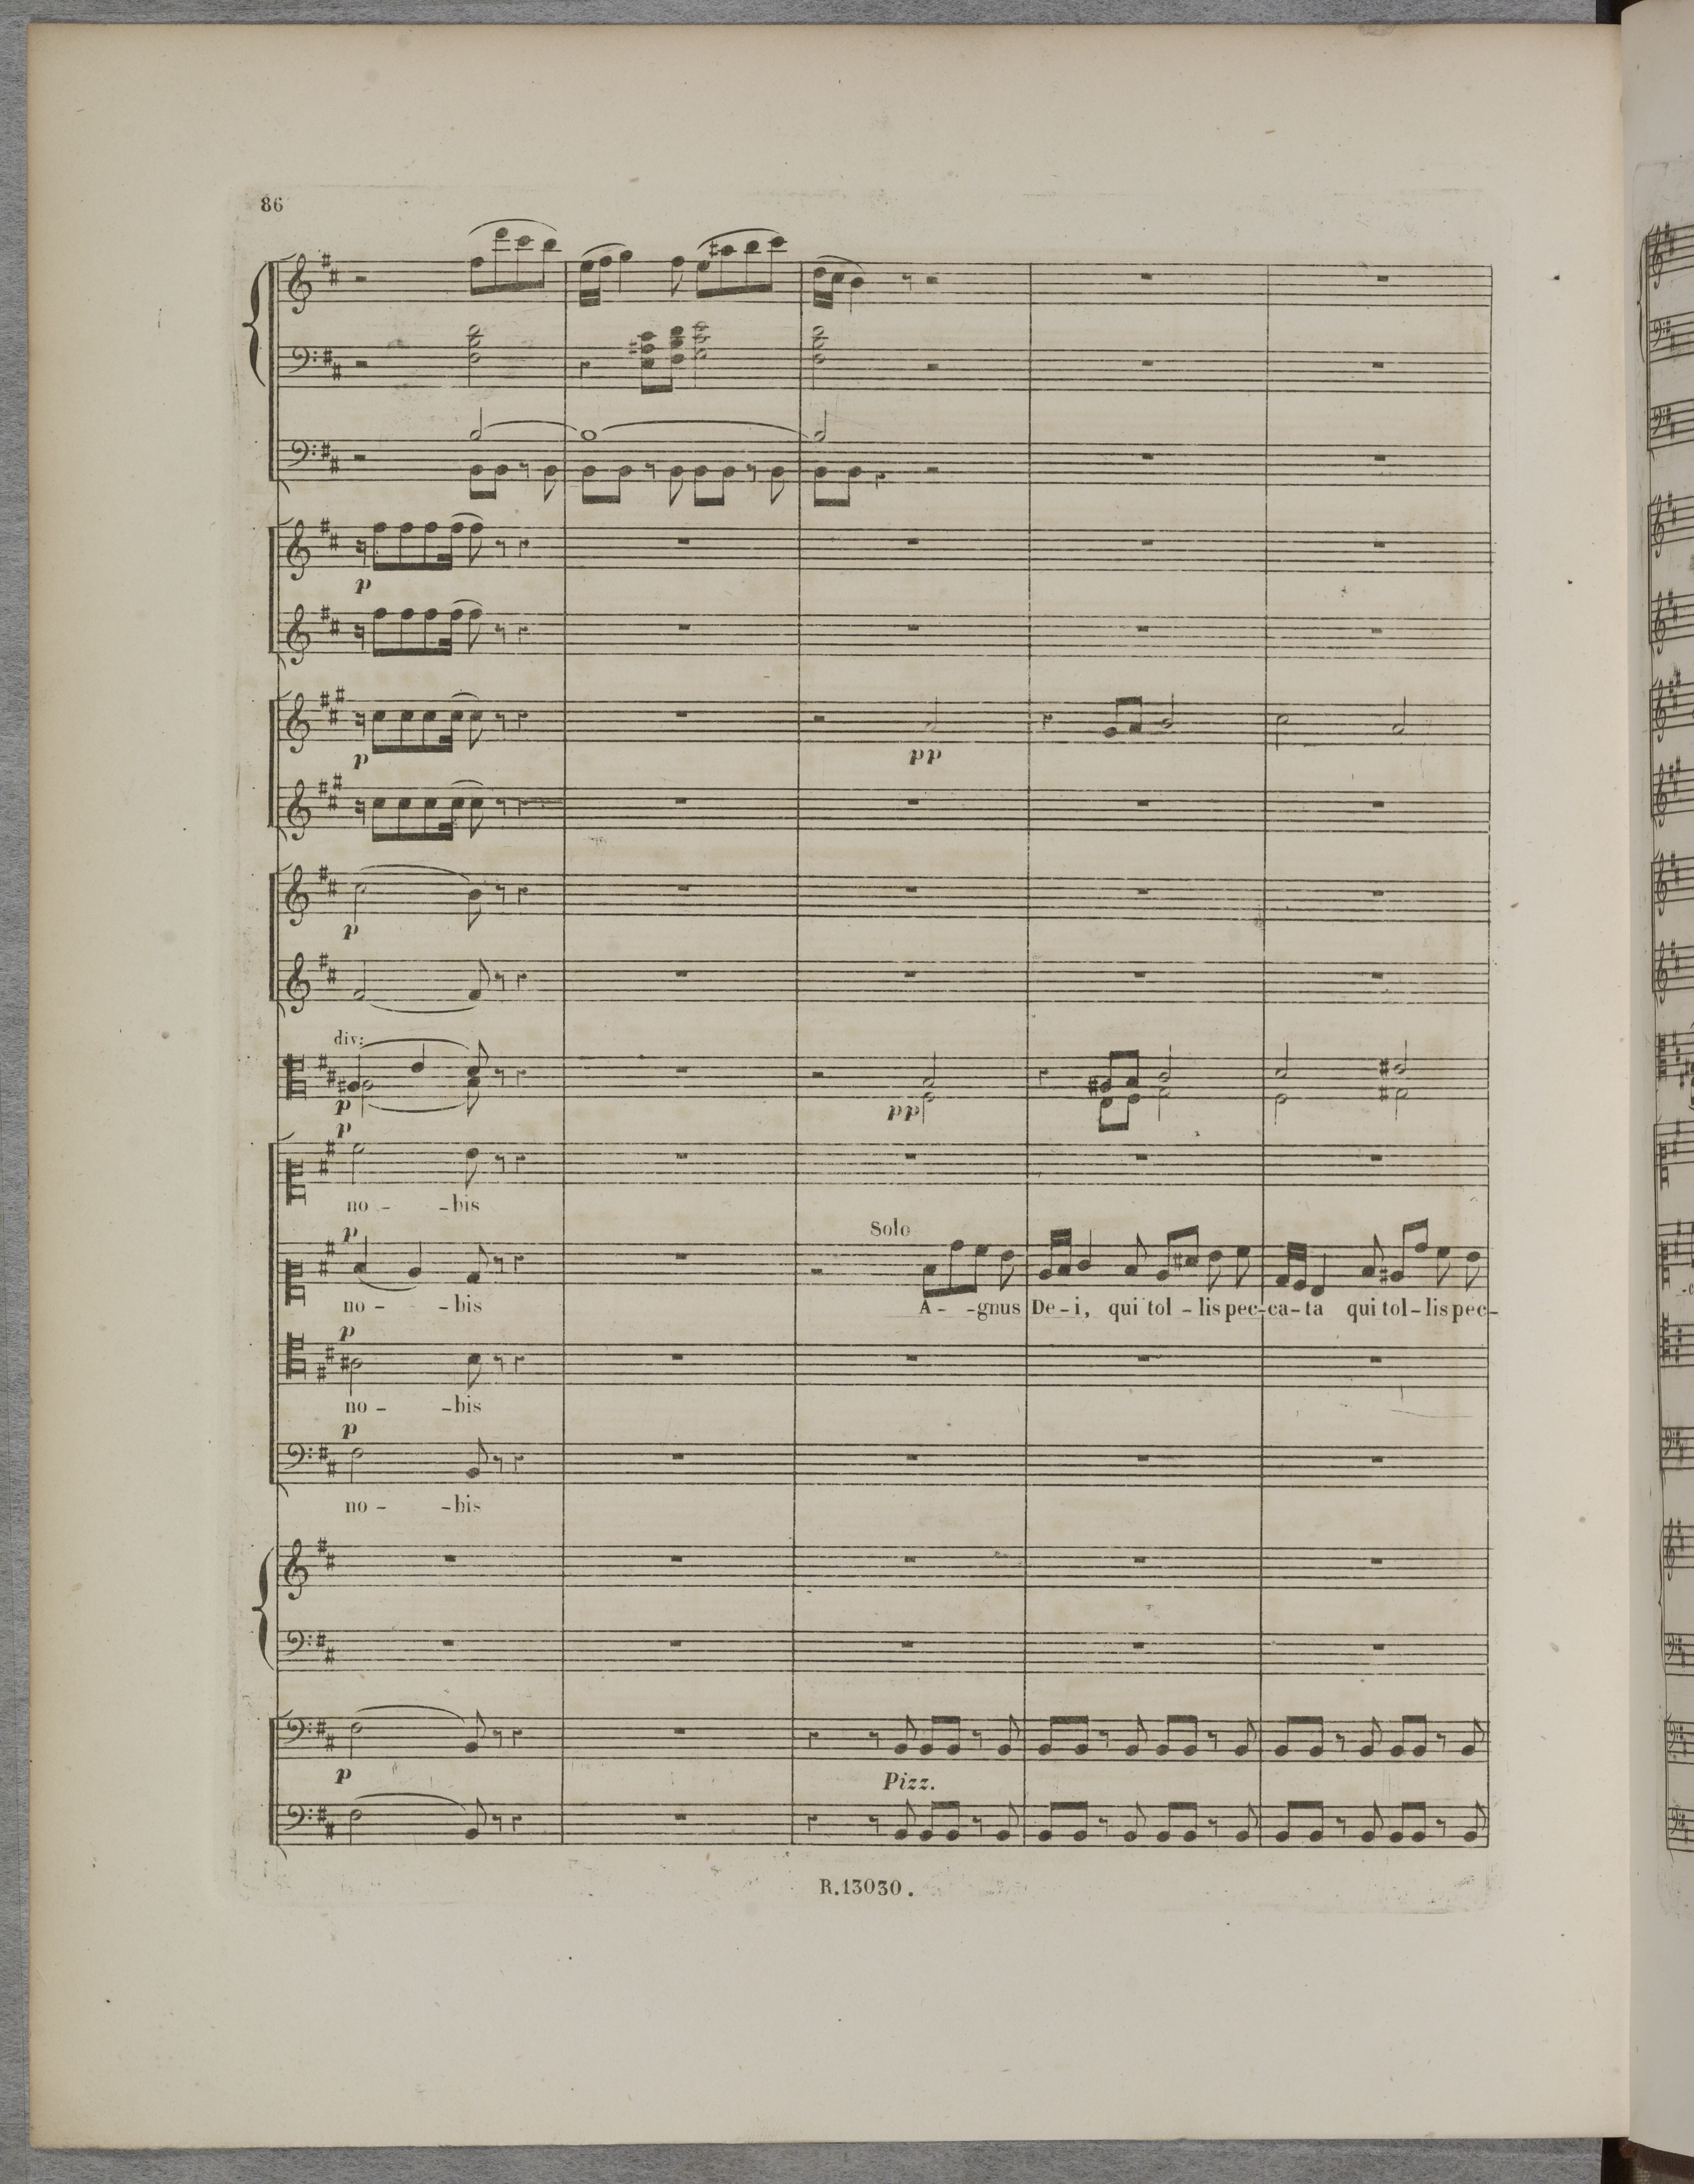 86
p
p
pp
p
div:
p
pp
p
no - - bis
p
Solo
no - - bis A - - gnus De - i, qui tol - lis pec - ca - ta qui tol - lis pec -
p
no - - bis
p
no - - bis
p
Pizz.
R.13030.